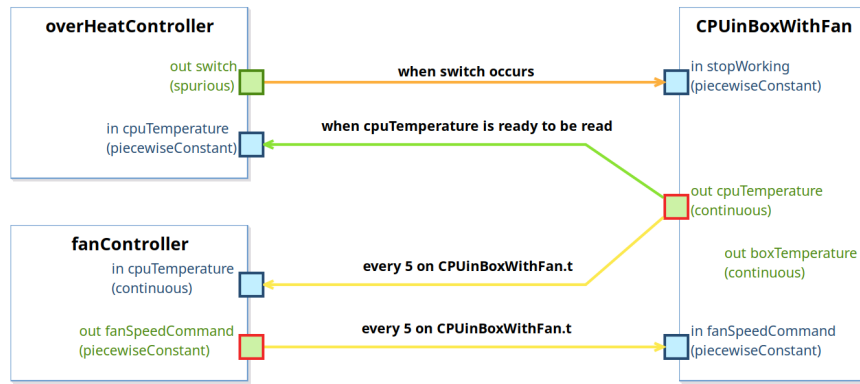 overHeatController
out switch
(spurious)
in cpuTemperature
(piecewiseConstant)
when switch occurs
when cpuTemperature is ready to be read
CPUinBoxWithFan
in stopWorking
(piecewiseConstant)
out cpuTemperature
(continuous)
out boxTemperature
(continuous)
fanController
in cpuTemperature
(continuous)
every 5 on CPUinBoxWithFan.t
out fanSpeedCommand
(piecewiseConstant)
every 5 on CPUinBoxWithFan.t
in fanSpeedCommand
(piecewiseConstant)